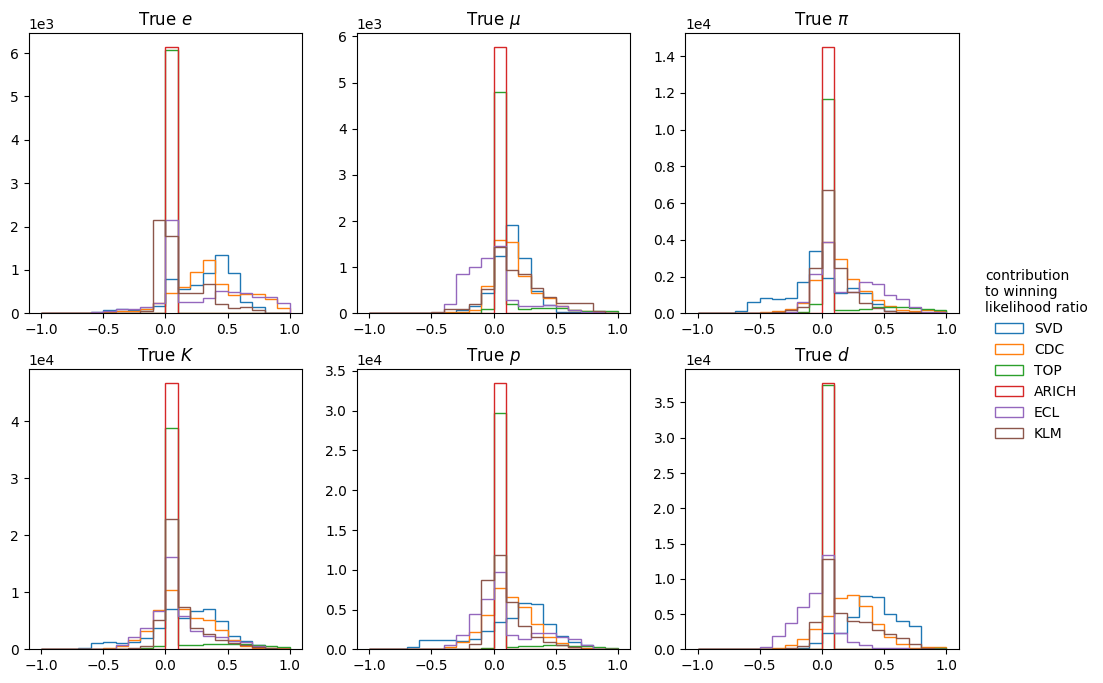 True e
1e3
6
5
4
3
2
1
0
−1.0 −0.5 0.0 0.5 1.0
True μ
1e3
6
5
4
3
2
1
0
−1.0 −0.5 0.0 0.5 1.0
True π
1e4
1.4
1.2
1.0
0.8
0.6
0.4
0.2
0.0
−1.0 −0.5 0.0 0.5 1.0
contribution
to winning
likelihood ratio
SVD
CDC
TOP
ARICH
ECL
KLM
True K
1e4
4
3
2
1
0
−1.0 −0.5 0.0 0.5 1.0
True p
1e4
3.5
3.0
2.5
2.0
1.5
1.0
0.5
0.0
−1.0 −0.5 0.0 0.5 1.0
True d
1e4
3.5
3.0
2.5
2.0
1.5
1.0
0.5
0.0
−1.0 −0.5 0.0 0.5 1.0